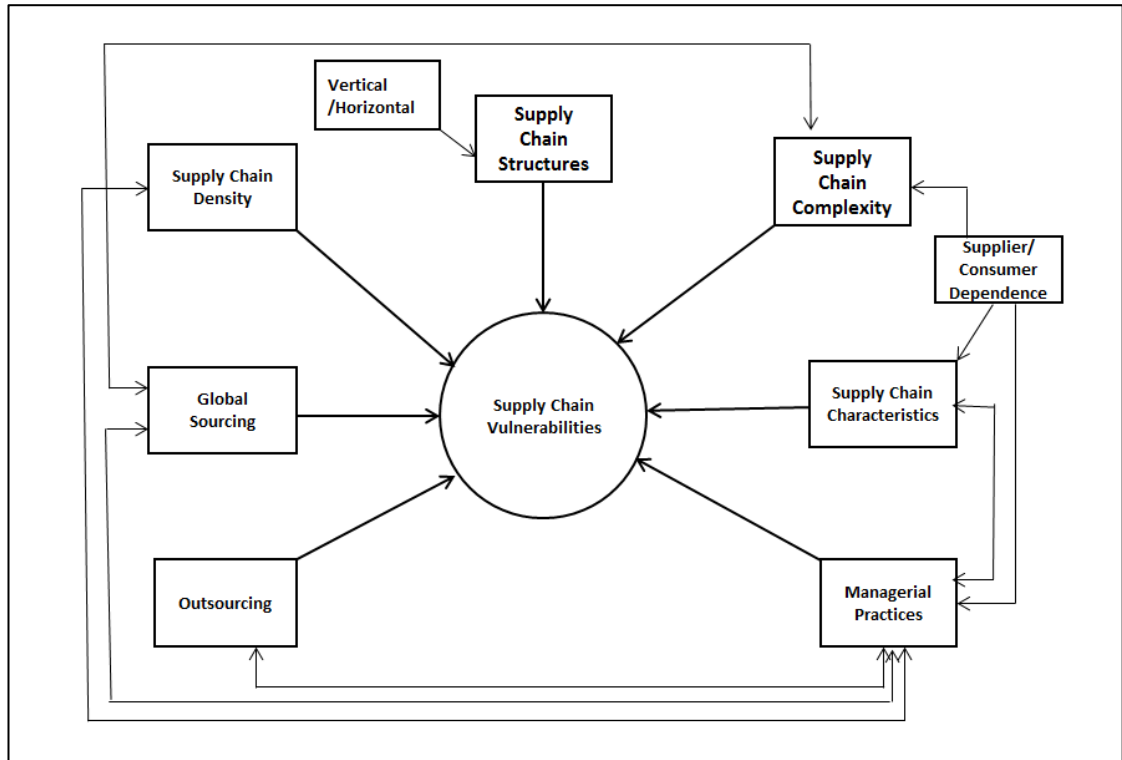 Vertical
/Horizontal
Supply
Chain
Structures
Supply Chain
Density
Supply
Chain
Complexity
Supplier/
Consumer
Dependence
Global
Sourcing
Supply Chain
Vulnerabilities
Supply Chain
Characteristics
Outsourcing
Managerial
Practices